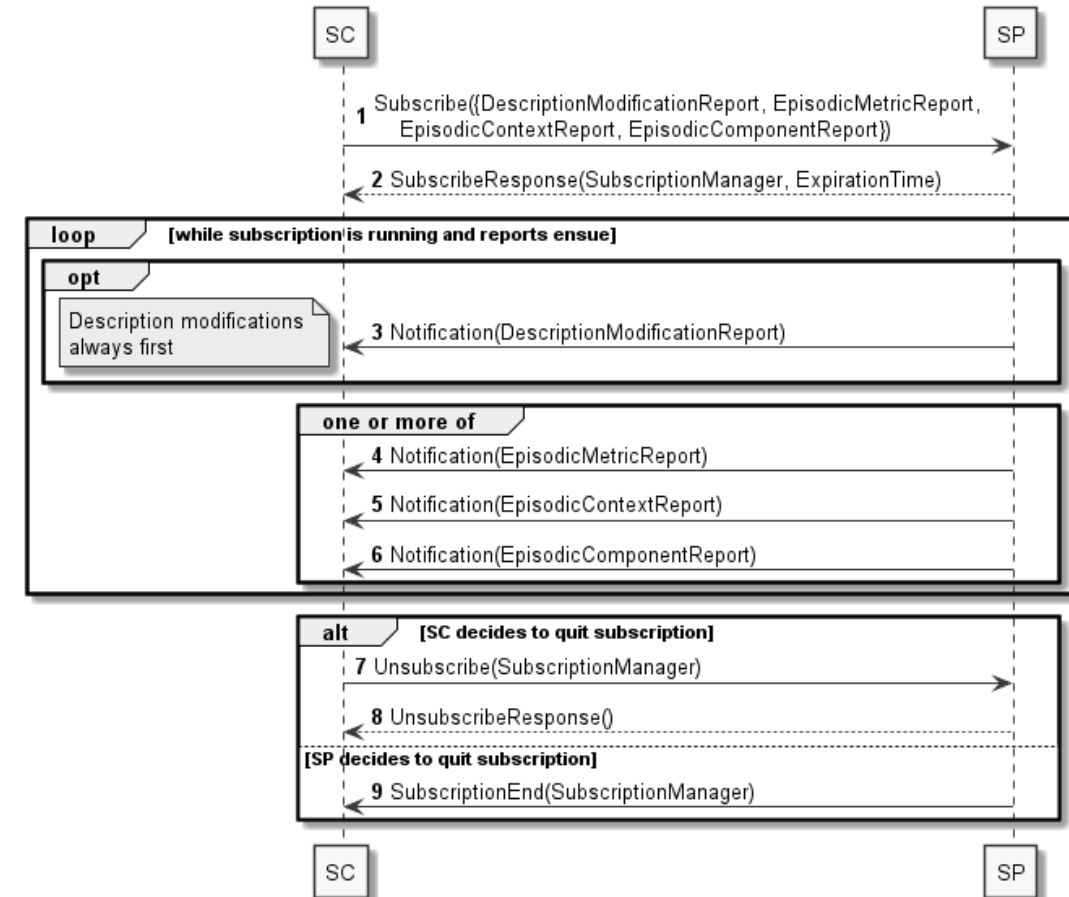 SC
SP
1 Subscribe({DescriptionModificationReport, EpisodicMetricReport,
EpisodicContextReport, EpisodicComponentReport})
2 SubscribeResponse(SubscriptionManager, ExpirationTime)
loop [while subscription is running and reports ensue]
opt
Description modifications
always first
3 Notification(DescriptionModificationReport)
one or more of
4 Notification(EpisodicMetricReport)
5 Notification(EpisodicContextReport)
6 Notification(EpisodicComponentReport)
alt [SC decides to quit subscription]
7 Unsubscribe(SubscriptionManager)
8 UnsubscribeResponse()
[SP decides to quit subscription]
9 SubscriptionEnd(SubscriptionManager)
SC
SP